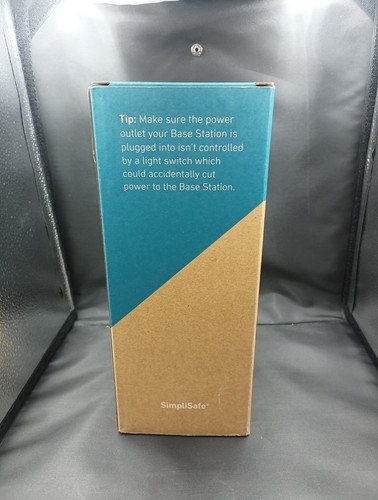 Tip: Make sure the power
outlet your Base Station is
plugged into isn't controlled
by a light switch which
could accidentally cut
power to the Base Station.
SimpliSafe®